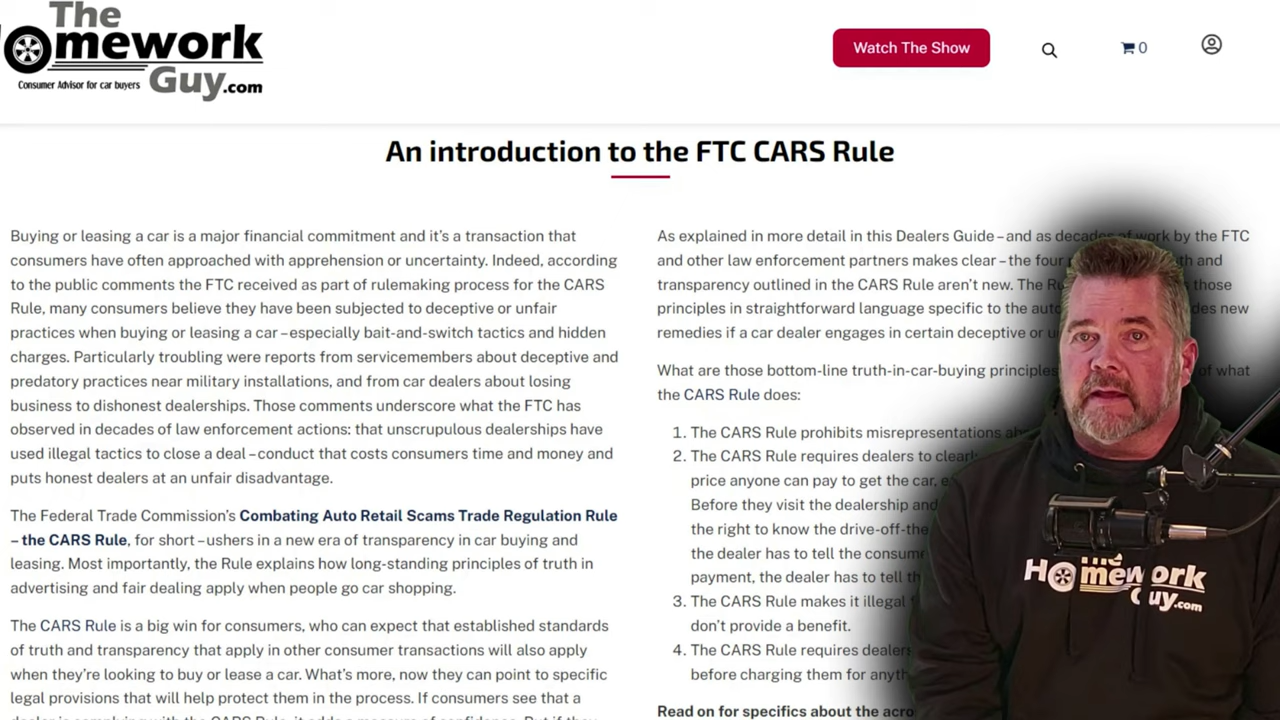 The
Homework
Guy.com
Consumer Advisor for car buyers
Watch The Show
0
An introduction to the FTC CARS Rule
Buying or leasing a car is a major financial commitment and it's a transaction that
consumers have often approached with apprehension or uncertainty. Indeed, according
to the public comments the FTC received as part of rulemaking process for the CARS
Rule, many consumers believe they have been subjected to deceptive or unfair
practices when buying or leasing a car – especially bait-and-switch tactics and hidden
charges. Particularly troubling were reports from servicemembers about deceptive and
predatory practices near military installations, and from car dealers about losing
business to dishonest dealerships. Those comments underscore what the FTC has
observed in decades of law enforcement actions: that unscrupulous dealerships have
used illegal tactics to close a deal – conduct that costs consumers time and money and
puts honest dealers at an unfair disadvantage.
The Federal Trade Commission's Combating Auto Retail Scams Trade Regulation Rule
– the CARS Rule, for short – ushers in a new era of transparency in car buying and
leasing. Most importantly, the Rule explains how long-standing principles of truth in
advertising and fair dealing apply when people go car shopping.
The CARS Rule is a big win for consumers, who can expect that established standards
of truth and transparency that apply in other consumer transactions will also apply
when they're looking to buy or lease a car. What's more, now they can point to specific
legal provisions that will help protect them in the process. If consumers see that a
dealer is complying with the CARS Rule, it adds a measure of confidence. But if they
As explained in more detail in this Dealers Guide – and as decades of work by the FTC
and other law enforcement partners makes clear – the four and
transparency outlined in the CARS Rule aren't new. The those
principles in straightforward language specific to the new
remedies if a car dealer engages in certain deceptive or
What are those bottom-line truth-in-car-buying principles of what
the CARS Rule does:
1. The CARS Rule prohibits misrepresentations
2. The CARS Rule requires dealers to
price anyone can pay to get the car,
Before they visit the dealership and
the right to know the drive-off-the
the dealer has to tell the
payment, the dealer has to tell
3. The CARS Rule makes it illegal
don't provide a benefit.
4. The CARS Rule requires
before charging them for
Read on for specifics about the
The
Homework
Guy.com